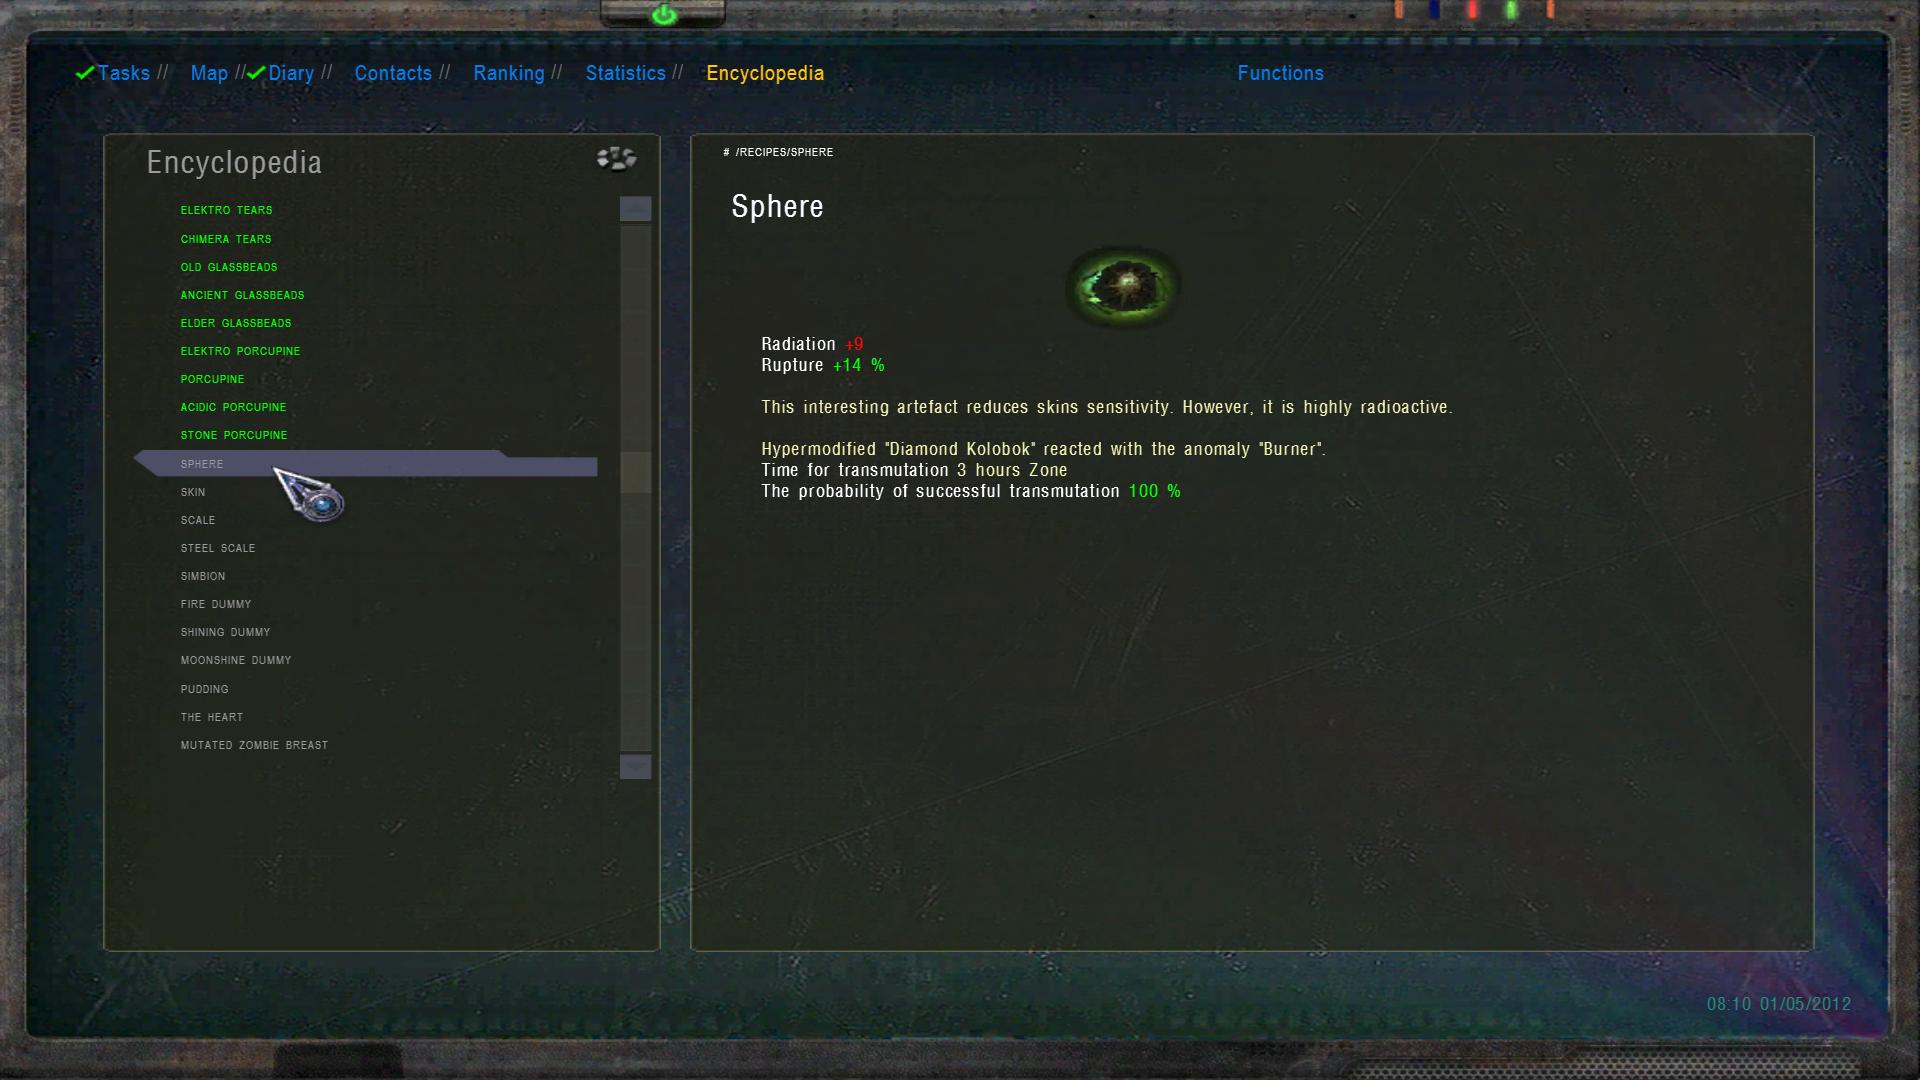 Tasks // Map // Diary // Contacts // Ranking // Statistics // Encyclopedia Functions
Encyclopedia
ELEKTRO TEARS
CHIMERA TEARS
OLD GLASSBEADS
ANCIENT GLASSBEADS
ELDER GLASSBEADS
ELEKTRO PORCUPINE
PORCUPINE
ACIDIC PORCUPINE
STONE PORCUPINE
SPHERE
SKIN
SCALE
STEEL SCALE
SIMBION
FIRE DUMMY
SHINING DUMMY
MOONSHINE DUMMY
PUDDING
THE HEART
MUTATED ZOMBIE BREAST
# /RECIPES/SPHERE
Sphere
Radiation +9
Rupture +14 %
This interesting artefact reduces skins sensitivity. However, it is highly radioactive.
Hypermodified "Diamond Kolobok" reacted with the anomaly "Burner".
Time for transmutation 3 hours Zone
The probability of successful transmutation 100 %
08:10 01/05/2012